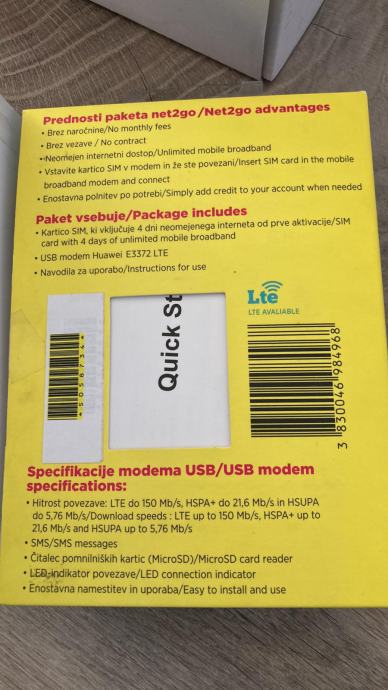 Prednosti paketa net2go/Net2go advantages
• Brez naročnine/No monthly fees
• Brez vezave / No contract
• Neomejen internetni dostop/Unlimited mobile broadband
• Vstavite kartico SIM v modem in že ste povezani/Insert SIM card in the mobile
broadband modem and connect
• Enostavna polnitev po potrebi/Simply add credit to your account when needed
Paket vsebuje/Package includes
• Kartico SIM, ki vključuje 4 dni neomejenega interneta od prve aktivacije/SIM
card with 4 days of unlimited mobile broadband
• USB modem Huawei E3372 LTE
• Navodila za uporabo/Instructions for use
Lte
LTE AVALIABLE
Quick St
3 830046 984968
Specifikacije modema USB/USB modem
specifications:
• Hitrost povezave: LTE do 150 Mb/s, HSPA+ do 21,6 Mb/s in HSUPA
do 5,76 Mb/s/Download speeds : LTE up to 150 Mb/s, HSPA+ up to
21,6 Mb/s and HSUPA up to 5,76 Mb/s
• SMS/SMS messages
• Čitalec pomnilniških kartic (MicroSD)/MicroSD card reader
• LED-indikator povezave/LED connection indicator
• Enostavna namestitev in uporaba/Easy to install and use